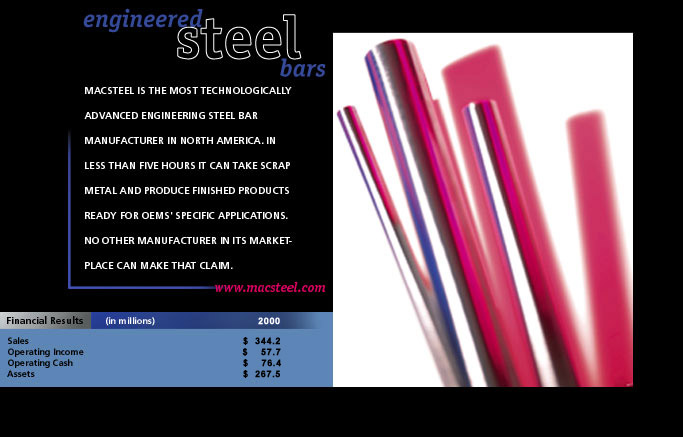 engineered
steel
bars
MACSTEEL IS THE MOST TECHNOLOGICALLY
ADVANCED ENGINEERING STEEL BAR
MANUFACTURER IN NORTH AMERICA. IN
LESS THAN FIVE HOURS IT CAN TAKE SCRAP
METAL AND PRODUCE FINISHED PRODUCTS
READY FOR OEMS' SPECIFIC APPLICATIONS.
NO OTHER MANUFACTURER IN ITS MARKET-
PLACE CAN MAKE THAT CLAIM.
www.macsteel.com
Financial Results (in millions) 2000
Sales $ 344.2
Operating Income $ 57.7
Operating Cash $ 76.4
Assets $ 267.5